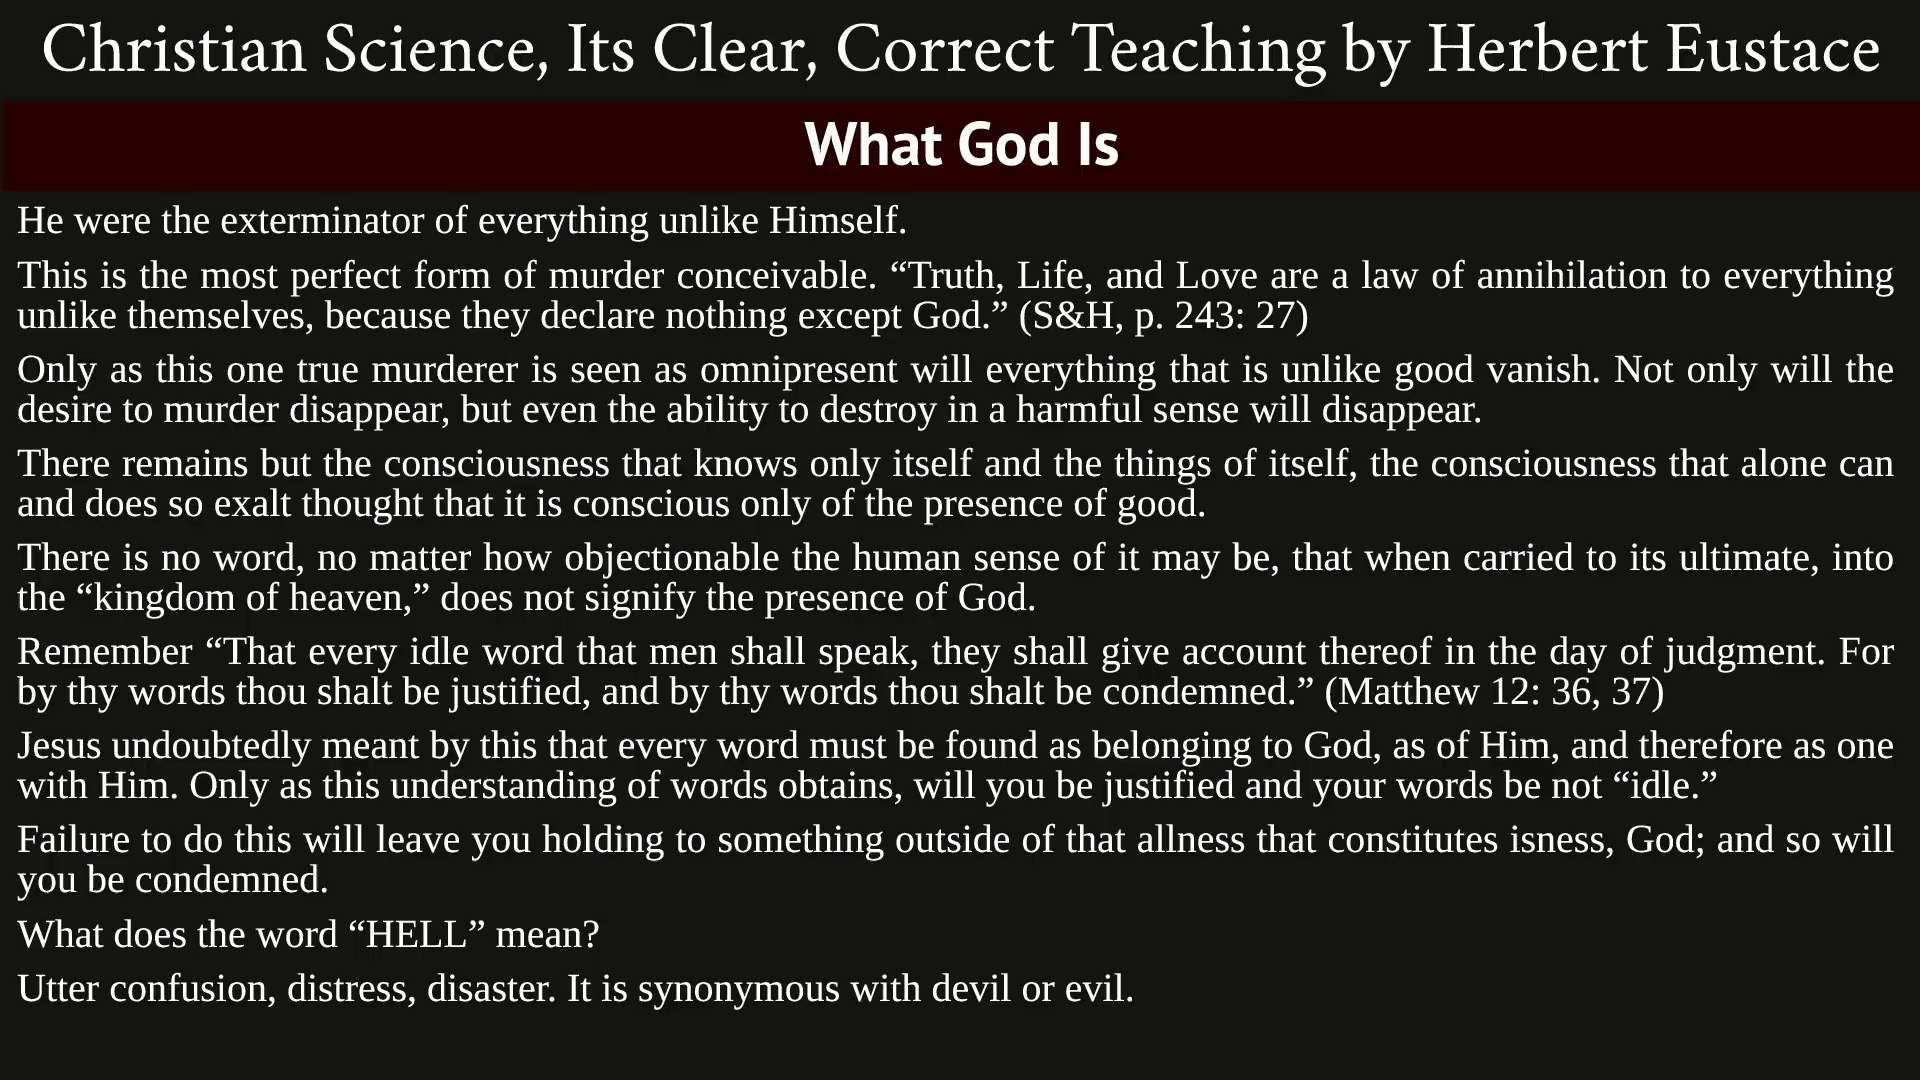 Christian Science, Its Clear, Correct Teaching by Herbert Eustace
What God Is
He were the exterminator of everything unlike Himself.
This is the most perfect form of murder conceivable. “Truth, Life, and Love are a law of annihilation to everything
unlike themselves, because they declare nothing except God.” (S&H, p. 243: 27)
Only as this one true murderer is seen as omnipresent will everything that is unlike good vanish. Not only will the
desire to murder disappear, but even the ability to destroy in a harmful sense will disappear.
There remains but the consciousness that knows only itself and the things of itself, the consciousness that alone can
and does so exalt thought that it is conscious only of the presence of good.
There is no word, no matter how objectionable the human sense of it may be, that when carried to its ultimate, into
the “kingdom of heaven,” does not signify the presence of God.
Remember “That every idle word that men shall speak, they shall give account thereof in the day of judgment. For
by thy words thou shalt be justified, and by thy words thou shalt be condemned.” (Matthew 12: 36, 37)
Jesus undoubtedly meant by this that every word must be found as belonging to God, as of Him, and therefore as one
with Him. Only as this understanding of words obtains, will you be justified and your words be not “idle.”
Failure to do this will leave you holding to something outside of that allness that constitutes isness, God; and so will
you be condemned.
What does the word “HELL” mean?
Utter confusion, distress, disaster. It is synonymous with devil or evil.